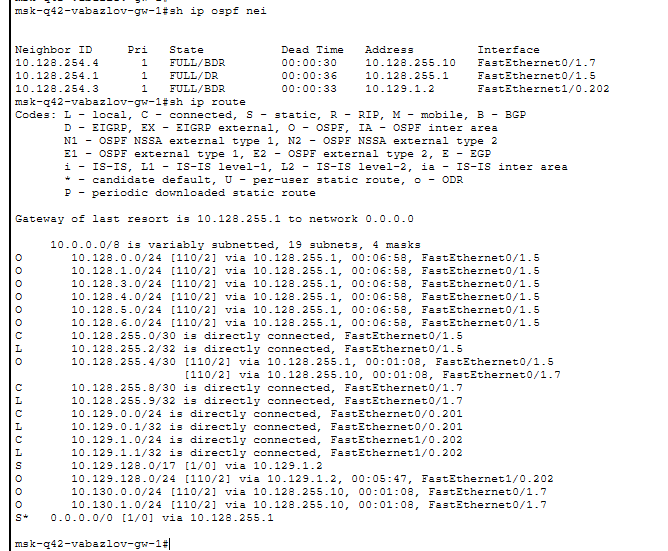 msk-q42-vabazlov-gw-1#sh ip ospf nei
Neighbor ID Pri State Dead Time Address Interface
10.128.254.4 1 FULL/BDR 00:00:30 10.128.255.10 FastEthernet0/1.7
10.128.254.1 1 FULL/DR 00:00:36 10.128.255.1 FastEthernet0/1.5
10.128.254.3 1 FULL/BDR 00:00:33 10.129.1.2 FastEthernet1/0.202
msk-q42-vabazlov-gw-1#sh ip route
Codes: L - local, C - connected, S - static, R - RIP, M - mobile, B - BGP
D - EIGRP, EX - EIGRP external, O - OSPF, IA - OSPF inter area
N1 - OSPF NSSA external type 1, N2 - OSPF NSSA external type 2
E1 - OSPF external type 1, E2 - OSPF external type 2, E - EGP
i - IS-IS, L1 - IS-IS level-1, L2 - IS-IS level-2, ia - IS-IS inter area
* - candidate default, U - per-user static route, o - ODR
P - periodic downloaded static route
Gateway of last resort is 10.128.255.1 to network 0.0.0.0
10.0.0.0/8 is variably subnetted, 19 subnets, 4 masks
O 10.128.0.0/24 [110/2] via 10.128.255.1, 00:06:58, FastEthernet0/1.5
O 10.128.1.0/24 [110/2] via 10.128.255.1, 00:06:58, FastEthernet0/1.5
O 10.128.3.0/24 [110/2] via 10.128.255.1, 00:06:58, FastEthernet0/1.5
O 10.128.4.0/24 [110/2] via 10.128.255.1, 00:06:58, FastEthernet0/1.5
O 10.128.5.0/24 [110/2] via 10.128.255.1, 00:06:58, FastEthernet0/1.5
O 10.128.6.0/24 [110/2] via 10.128.255.1, 00:06:58, FastEthernet0/1.5
C 10.128.255.0/30 is directly connected, FastEthernet0/1.5
L 10.128.255.2/32 is directly connected, FastEthernet0/1.5
O 10.128.255.4/30 [110/2] via 10.128.255.1, 00:01:08, FastEthernet0/1.5
[110/2] via 10.128.255.10, 00:01:08, FastEthernet0/1.7
C 10.128.255.8/30 is directly connected, FastEthernet0/1.7
L 10.128.255.9/32 is directly connected, FastEthernet0/1.7
C 10.129.0.0/24 is directly connected, FastEthernet0/0.201
L 10.129.0.1/32 is directly connected, FastEthernet0/0.201
C 10.129.1.0/24 is directly connected, FastEthernet1/0.202
L 10.129.1.1/32 is directly connected, FastEthernet1/0.202
S 10.129.128.0/17 [1/0] via 10.129.1.2
O 10.129.128.0/24 [110/2] via 10.129.1.2, 00:05:47, FastEthernet1/0.202
O 10.130.0.0/24 [110/2] via 10.128.255.10, 00:01:08, FastEthernet0/1.7
O 10.130.1.0/24 [110/2] via 10.128.255.10, 00:01:08, FastEthernet0/1.7
S* 0.0.0.0/0 [1/0] via 10.128.255.1
msk-q42-vabazlov-gw-1#